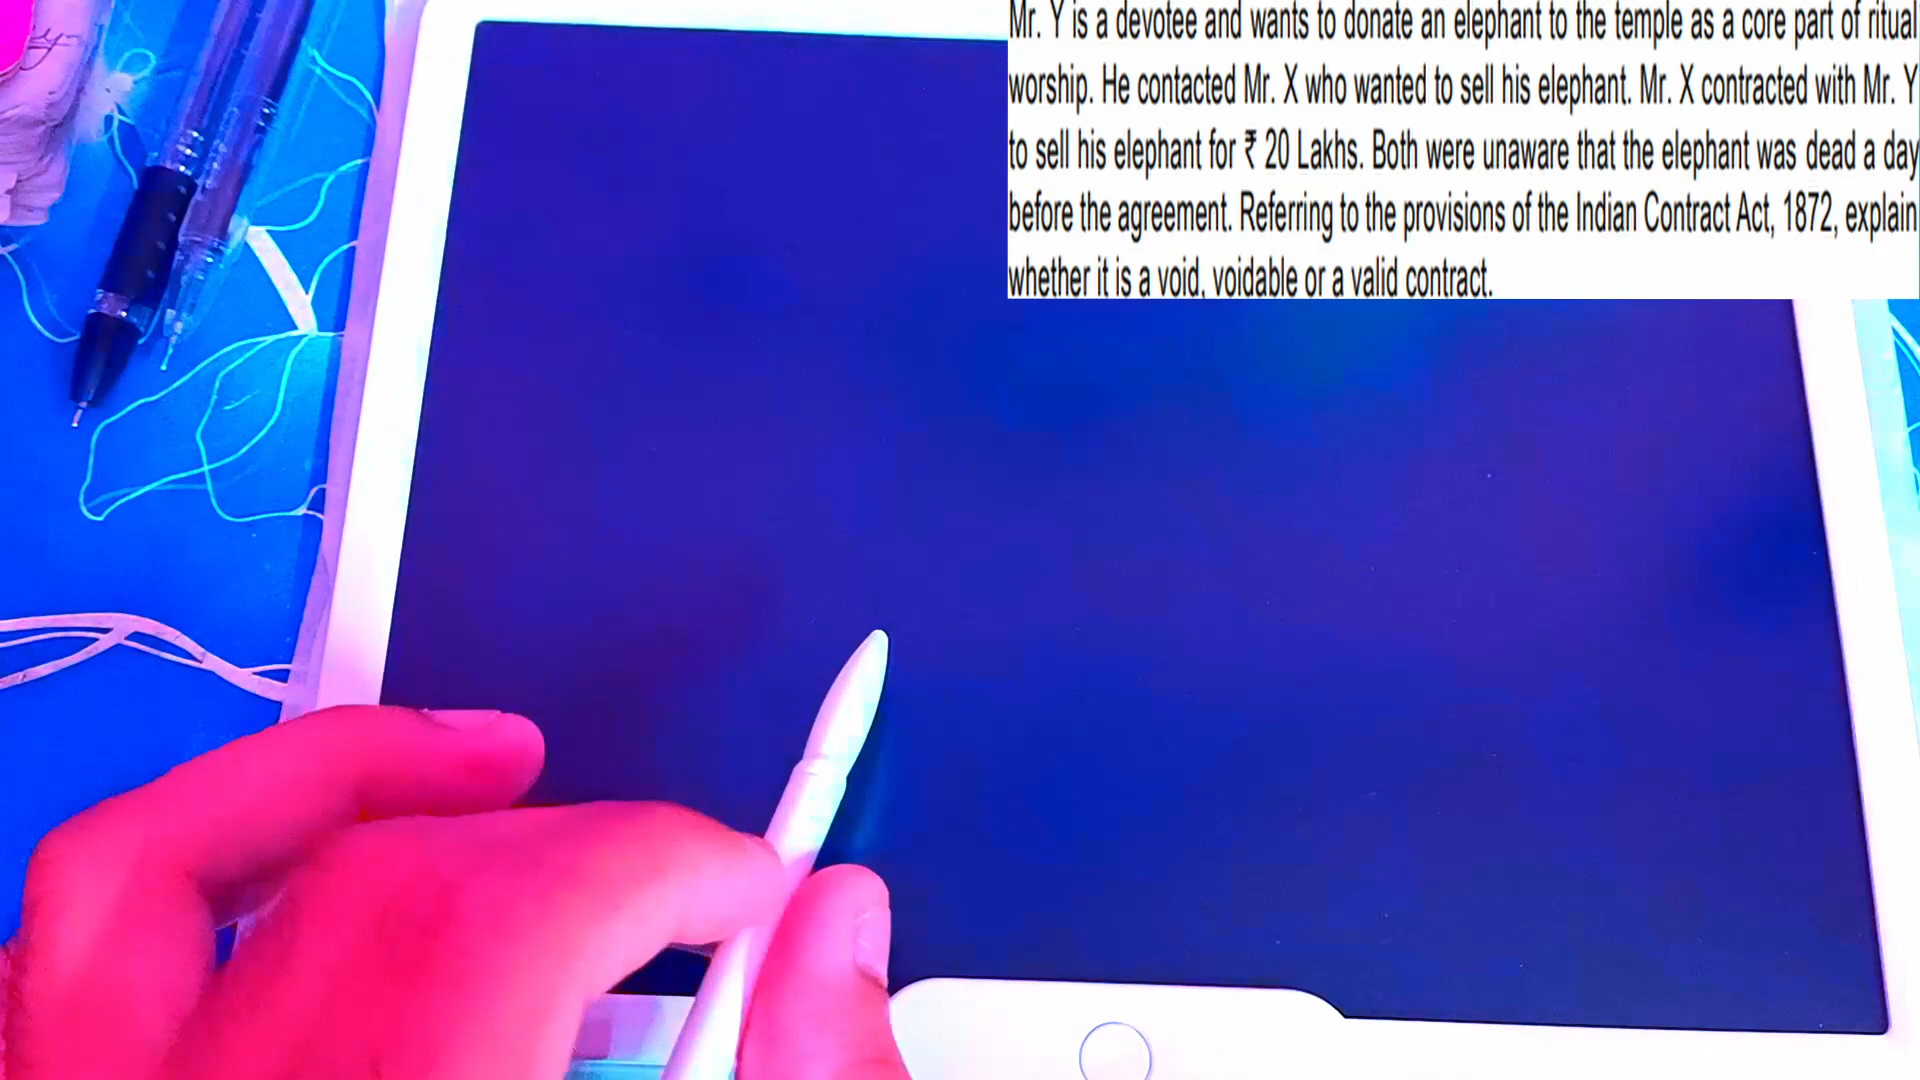 Mr. Y is a devotee and wants to donate an elephant to the temple as a core part of ritual
worship. He contacted Mr. X who wanted to sell his elephant. Mr. X contracted with Mr. Y
to sell his elephant for ₹ 20 Lakhs. Both were unaware that the elephant was dead a day
before the agreement. Referring to the provisions of the Indian Contract Act, 1872, explain
whether it is a void, voidable or a valid contract.